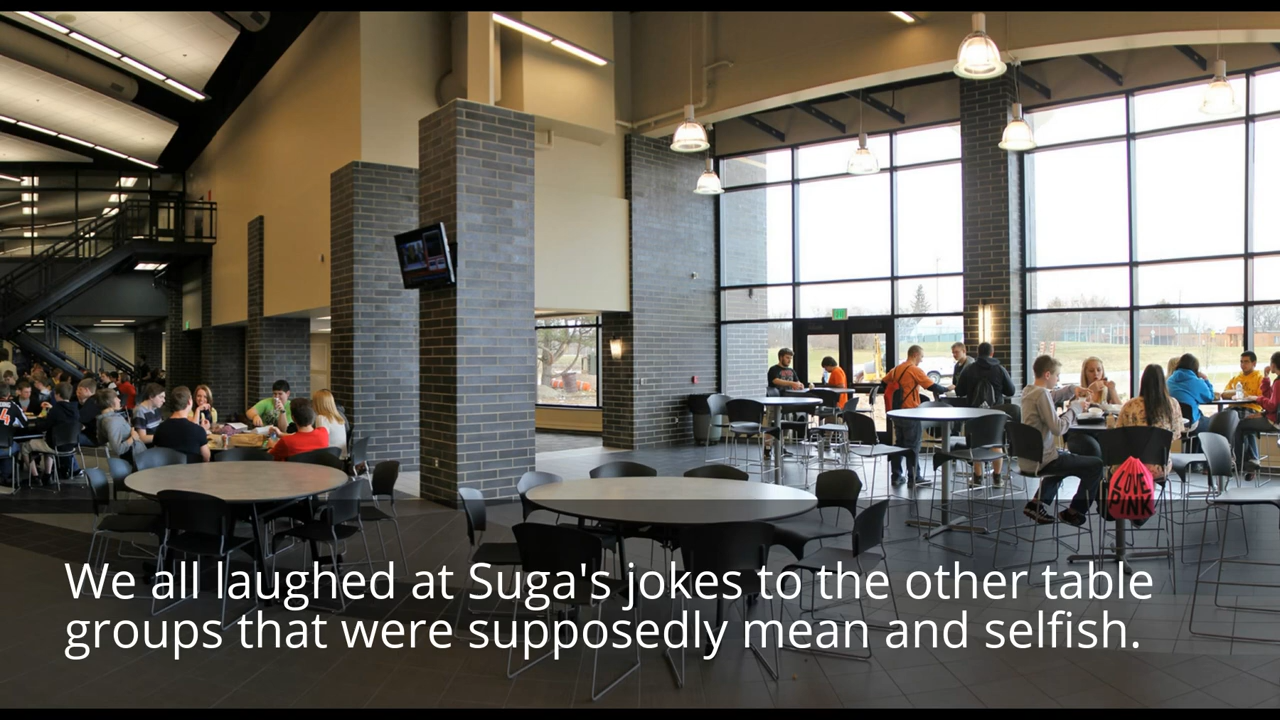 EXIT
LOVE
PINK
We all laughed at Suga's jokes to the other table
groups that were supposedly mean and selfish.